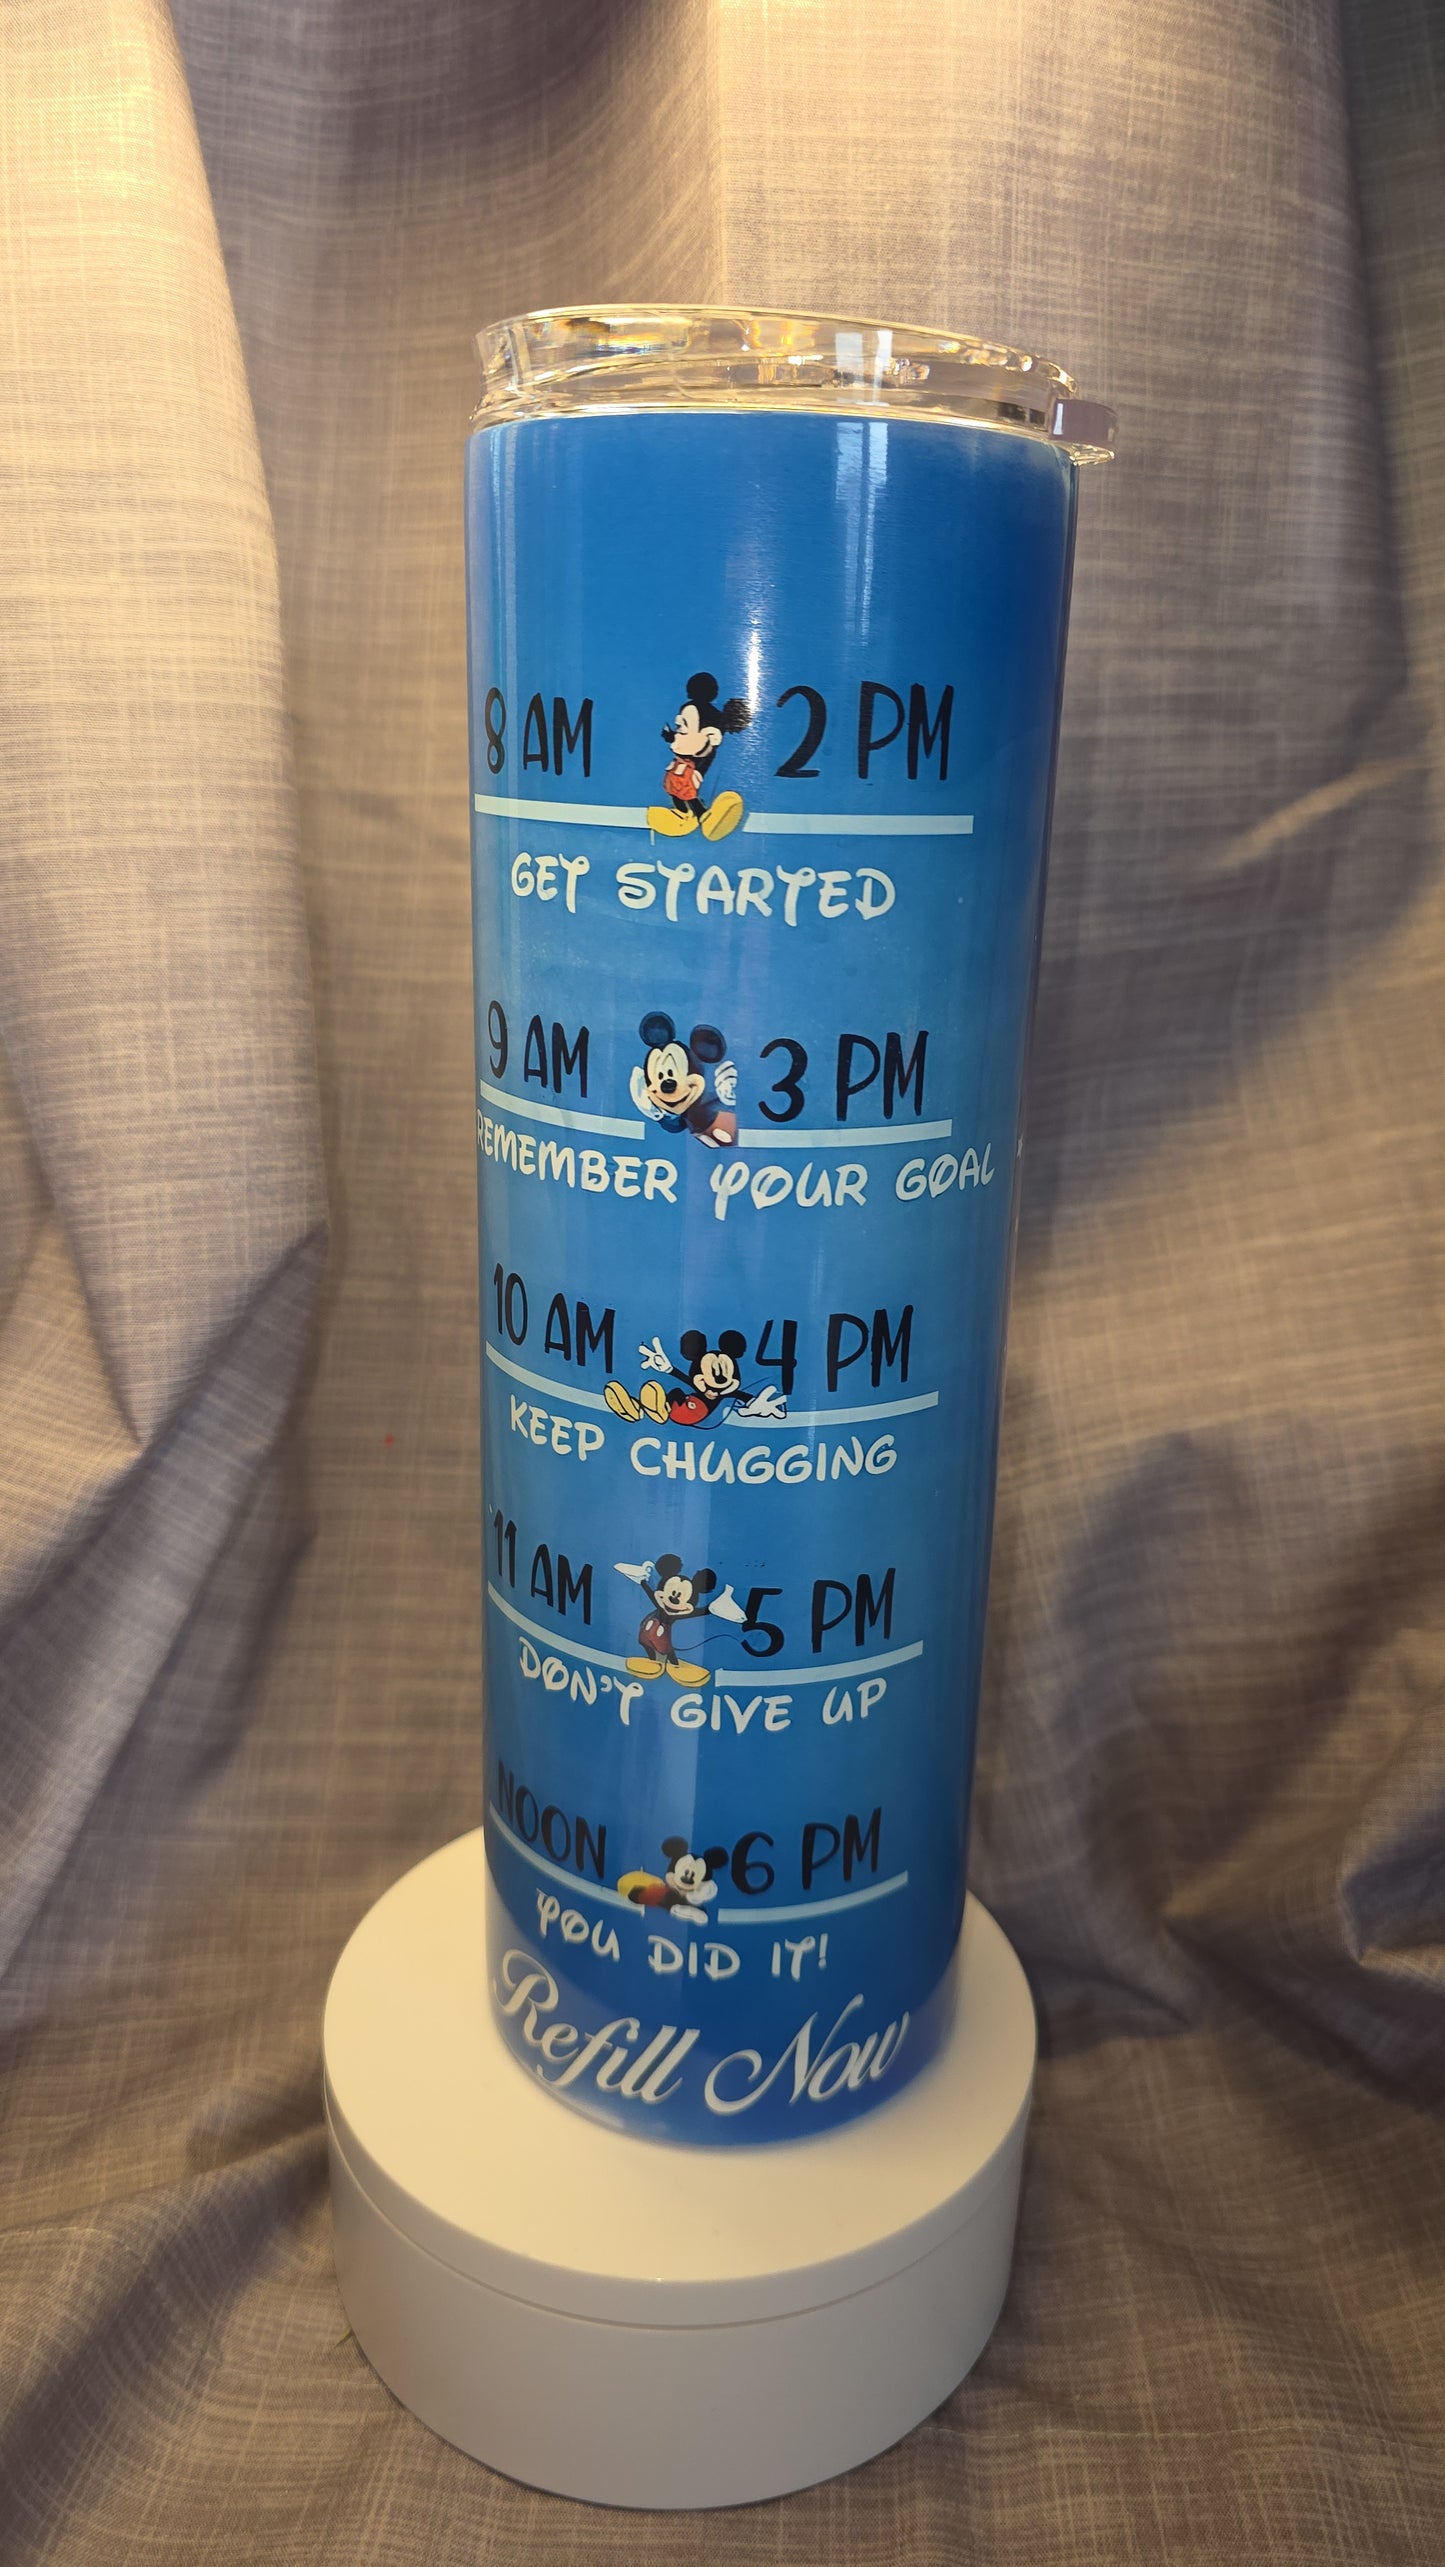 8 AM 2 PM
GET STARTED
9 AM 3 PM
REMEMBER YOUR GOAL
10 AM 4 PM
KEEP CHUGGING
11 AM 5 PM
DON'T GIVE UP
NOON 6 PM
YOU DID IT!
Refill Now